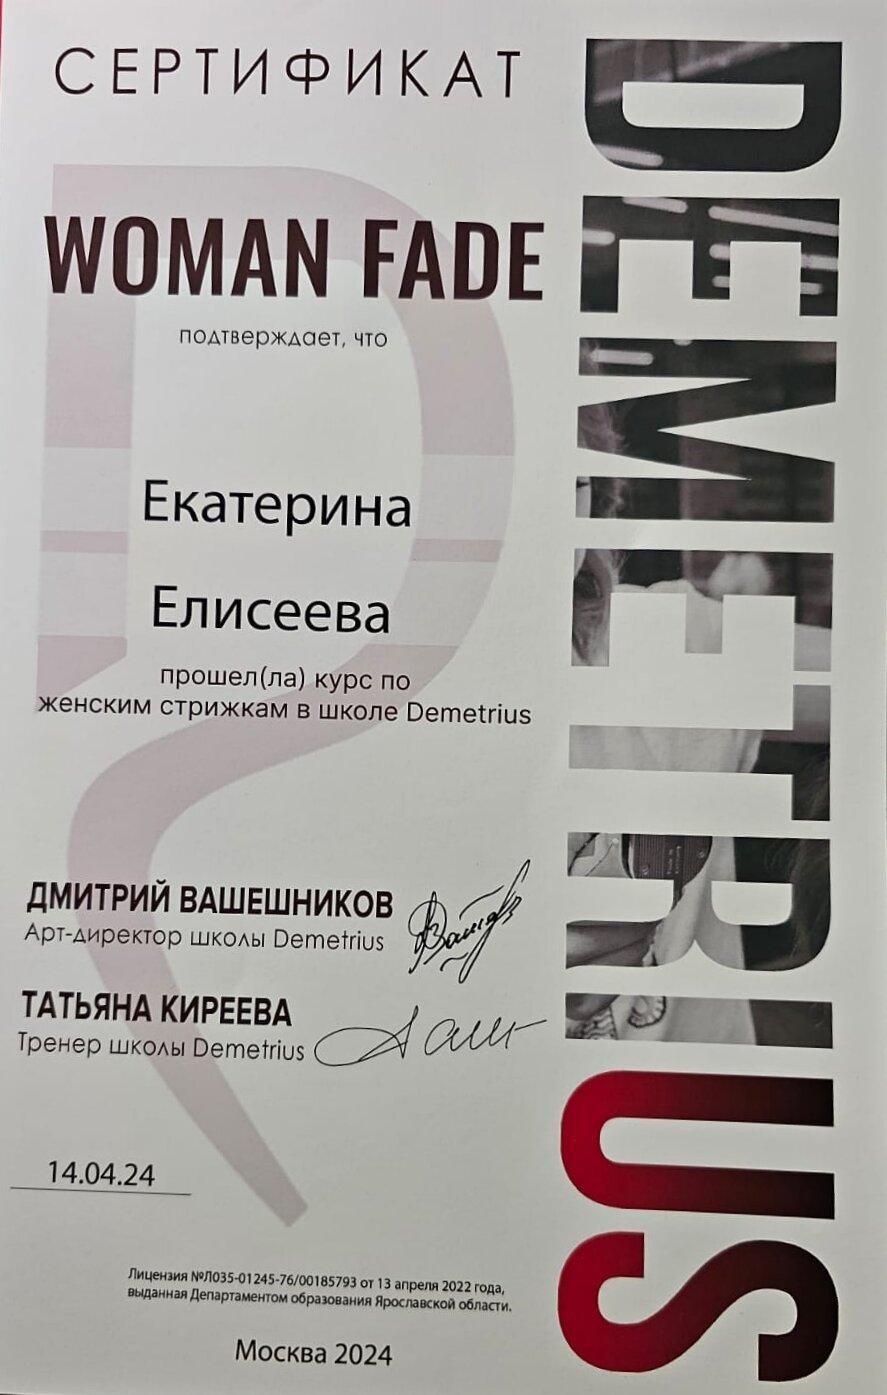 СЕРТИФИКАТ
WOMAN FADE
подтверждает, что
Екатерина
Елисеева
прошел(ла) курс по
женским стрижкам в школе Demetrius
ДМИТРИЙ ВАШЕШНИКОВ
Арт-директор школы Demetrius
ТАТЬЯНА КИРЕЕВА
Тренер школы Demetrius
14.04.24
Лицензия №Л035-01245-76/00185793 от 13 апреля 2022 года,
выданная Департаментом образования Ярославской области.
Москва 2024
DEMETRIUS